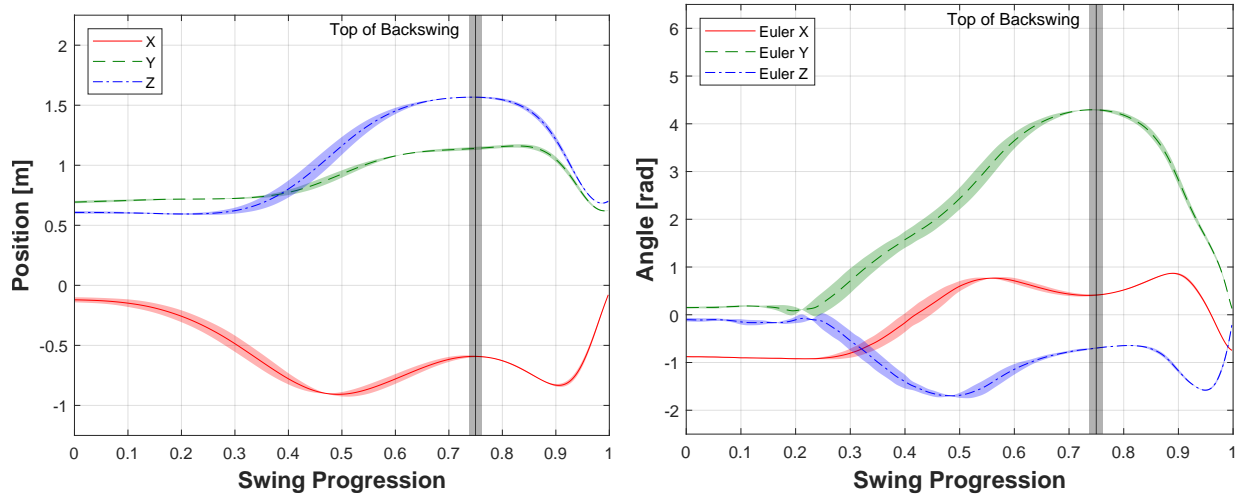 Top of Backswing
X
Y
Z
2
1.5
1
0.5
0
-0.5
-1
Position [m]
0 0.1 0.2 0.3 0.4 0.5 0.6 0.7 0.8 0.9 1
Swing Progression
Top of Backswing
Euler X
Euler Y
Euler Z
6
5
4
3
2
1
0
-1
-2
Angle [rad]
0 0.1 0.2 0.3 0.4 0.5 0.6 0.7 0.8 0.9 1
Swing Progression